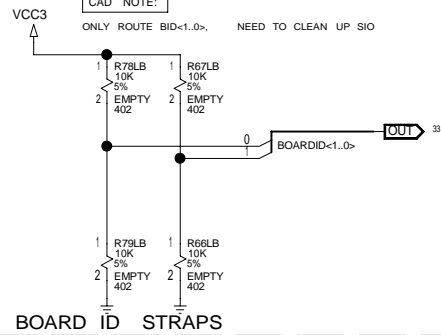 CAD NOTE:
ONLY ROUTE BID<1..0>, NEED TO CLEAN UP SIO
VCC3
1 R78LB 1 R67LB
10K 10K
5% 5%
2 EMPTY 2 EMPTY
402 402
0
1
BOARDID<1..0>
OUT 33
1 R79LB 1 R66LB
10K 10K
5% 5%
2 EMPTY 2 EMPTY
402 402
BOARD ID STRAPS